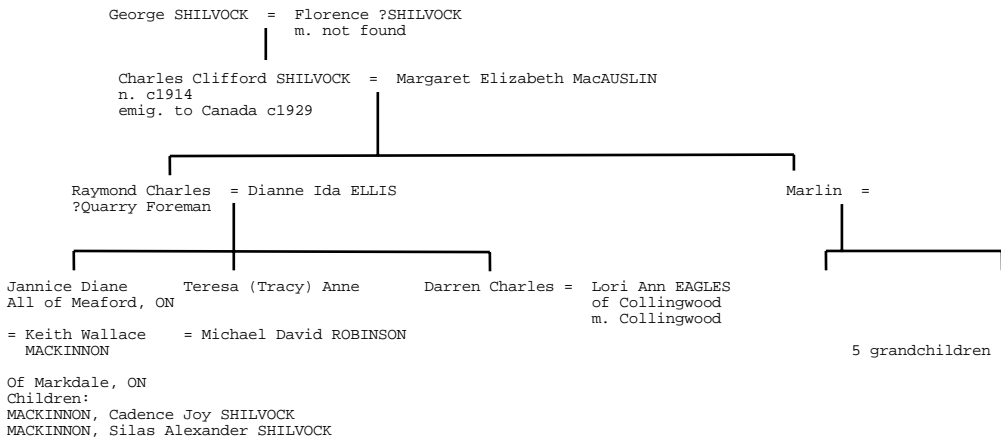 George SHILVOCK = Florence ?SHILVOCK
m. not found
Charles Clifford SHILVOCK = Margaret Elizabeth MacAUSLIN
n. c1914
emig. to Canada c1929
Raymond Charles = Dianne Ida ELLIS
?Quarry Foreman
Marlin =
Jannice Diane
All of Meaford, ON
Teresa (Tracy) Anne
Darren Charles = Lori Ann EAGLES
of Collingwood
m. Collingwood
= Keith Wallace
MACKINNON
= Michael David ROBINSON
5 grandchildren
Of Markdale, ON
Children:
MACKINNON, Cadence Joy SHILVOCK
MACKINNON, Silas Alexander SHILVOCK